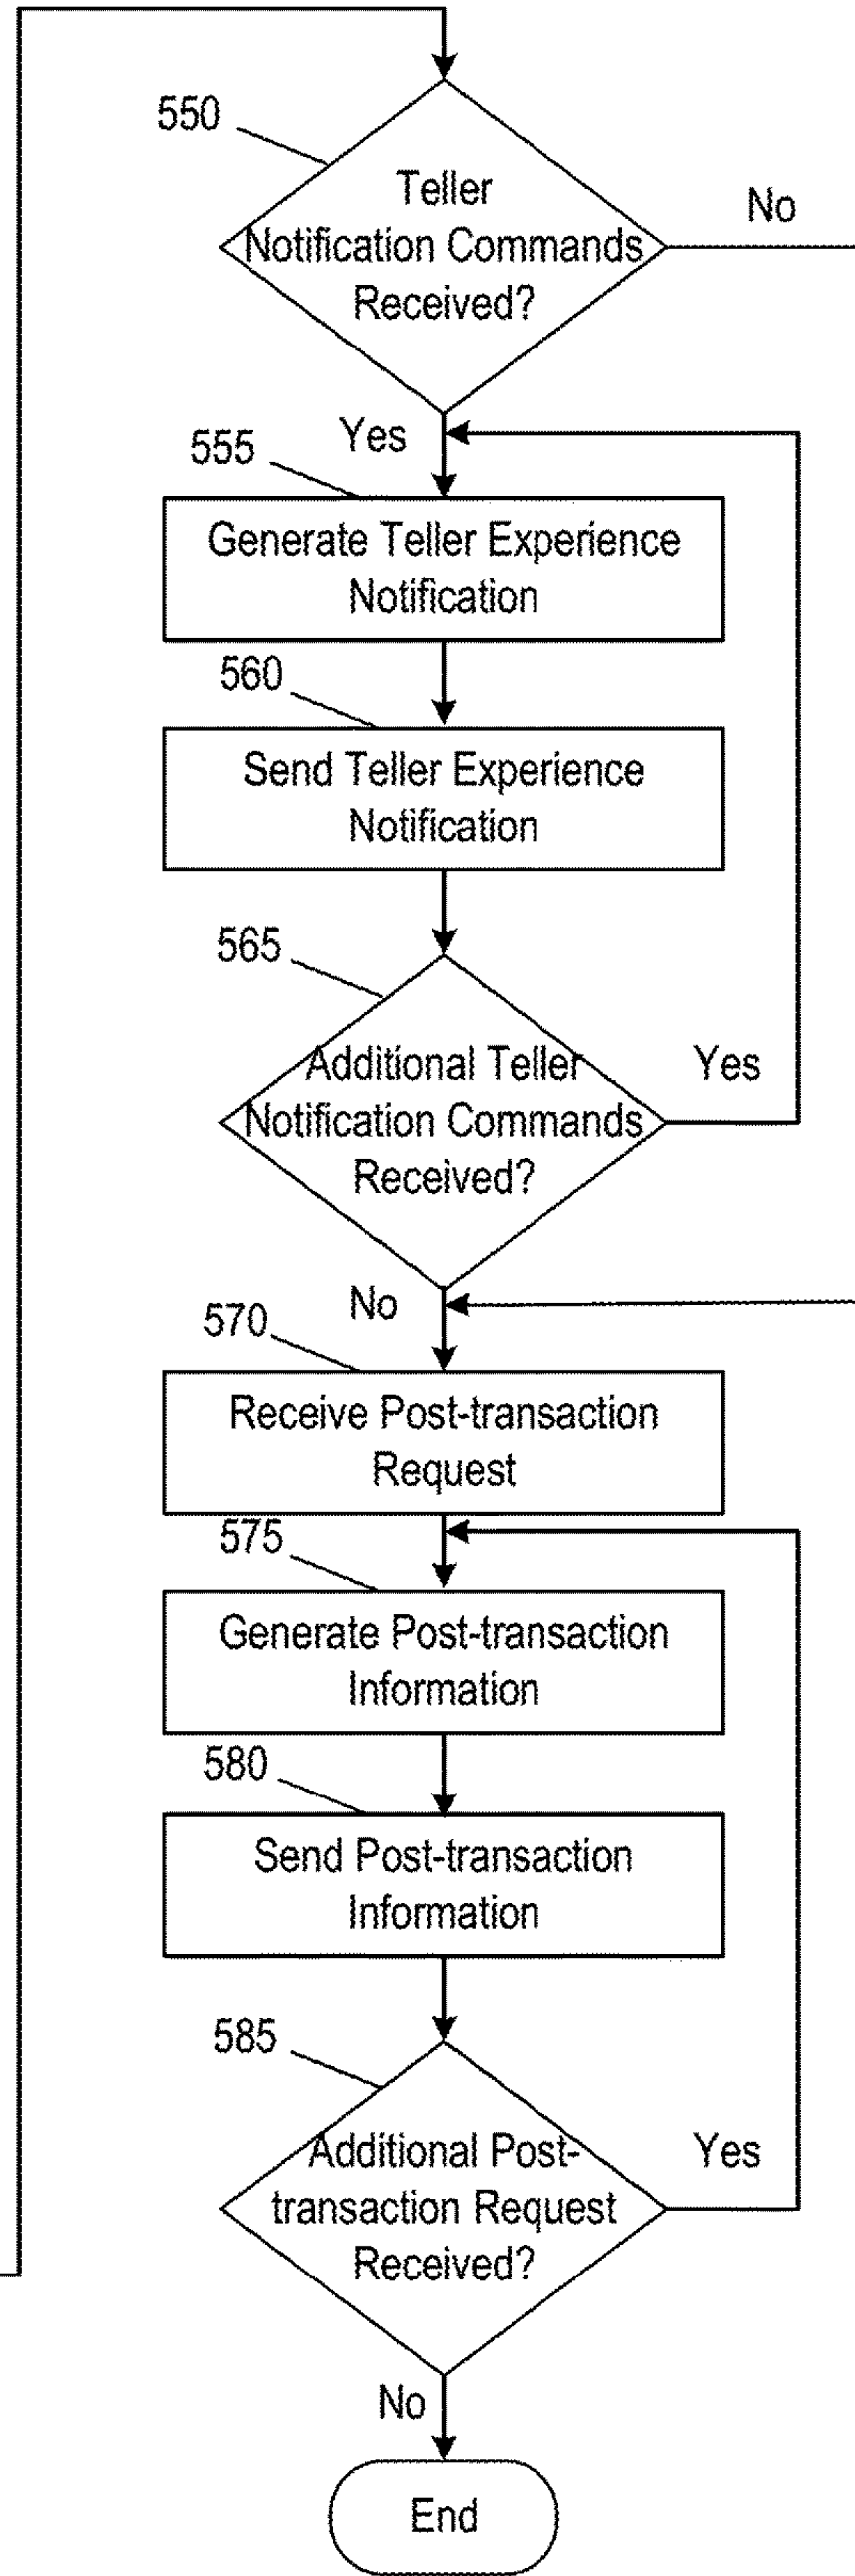 550
Teller
Notification Commands
Received?
No
Yes
555
Generate Teller Experience
Notification
560
Send Teller Experience
Notification
565
Additional Teller
Notification Commands
Received?
Yes
No
570
Receive Post-transaction
Request
575
Generate Post-transaction
Information
580
Send Post-transaction
Information
585
Additional Post-
transaction Request
Received?
Yes
No
End